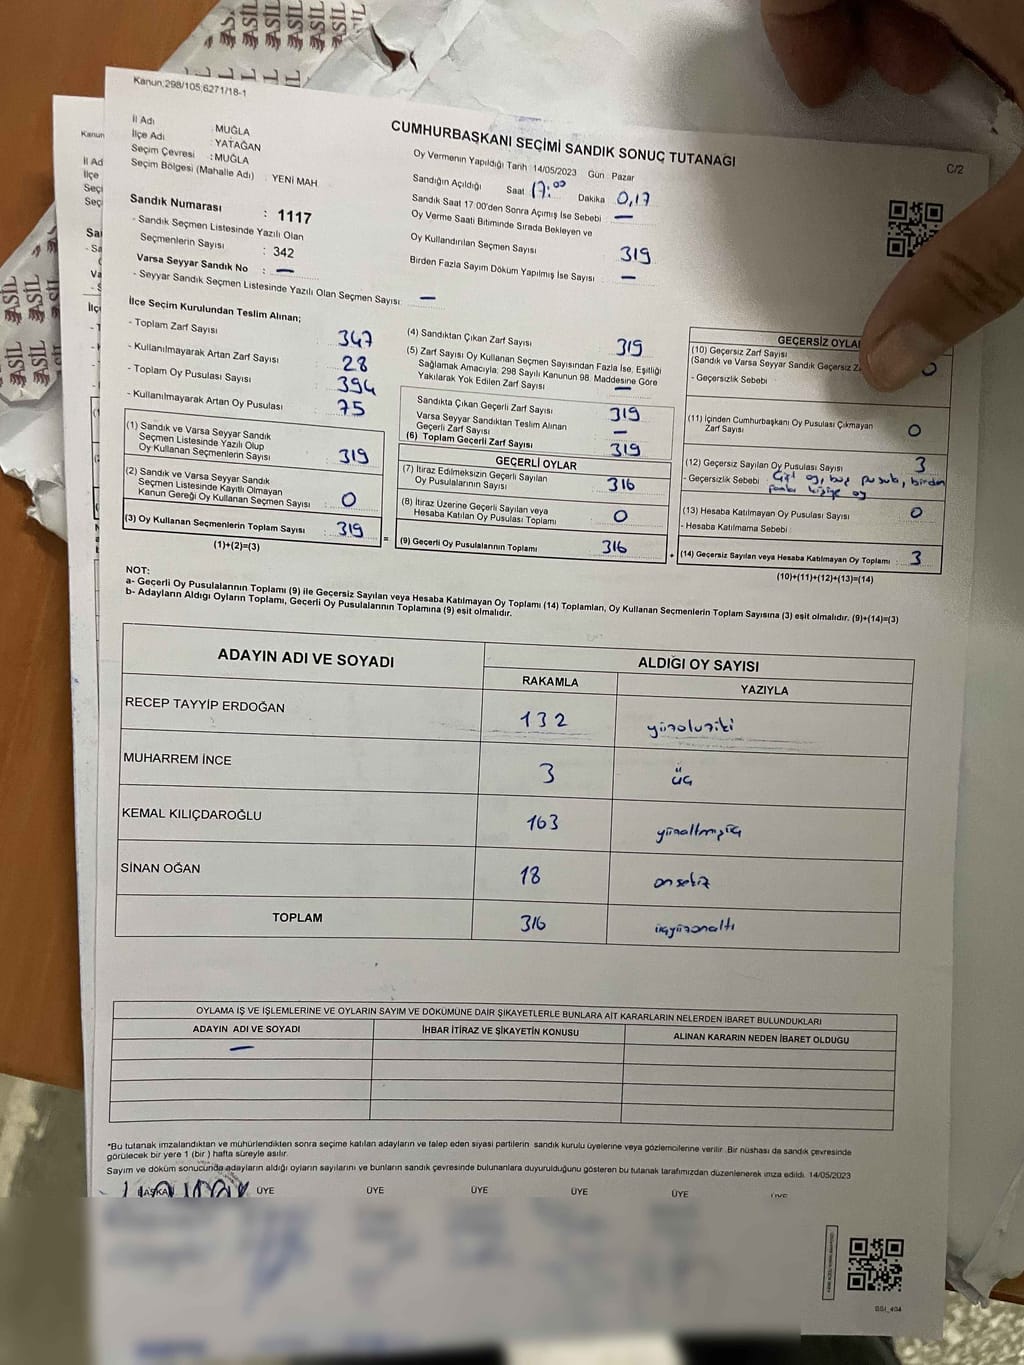 Kanun:298/105;6271/18-1
CUMHURBAŞKANI SEÇİMİ SANDIK SONUÇ TUTANAĞI
C/2
İl Adı : MUĞLA
İlçe Adı : YATAĞAN
Seçim Çevresi : MUĞLA
Seçim Bölgesi (Mahalle Adı) : YENİ MAH.
Sandık Numarası : 1117
- Sandık Seçmen Listesinde Yazılı Olan
Seçmenlerin Sayısı : 342
Varsa Seyyar Sandık No : —
- Seyyar Sandık Seçmen Listesinde Yazılı Olan Seçmen Sayısı: —
Oy Vermenin Yapıldığı Tarih 14/05/2023 Gün Pazar
Sandığın Açıldığı Saat 17:00 Dakika 0,17
Sandık Saat 17:00'den Sonra Açımış İse Sebebi —
Oy Verme Saati Bitiminde Sırada Bekleyen ve
Oy Kullandırılan Seçmen Sayısı 319
Birden Fazla Sayım Döküm Yapılmış İse Sayısı —
İlçe Seçim Kurulundan Teslim Alınan;
- Toplam Zarf Sayısı : 347
- Kullanılmayarak Artan Zarf Sayısı : 28
- Toplam Oy Pusulası Sayısı : 394
- Kullanılmayarak Artan Oy Pusulası : 75
(1) Sandık ve Varsa Seyyar Sandık
Seçmen Listesinde Yazılı Olup
Oy Kullanan Seçmenlerin Sayısı : 319
(2) Sandık ve Varsa Seyyar Sandık
Seçmen Listesinde Kayıtlı Olmayan
Kanun Gereği Oy Kullanan Seçmen Sayısı : 0
(3) Oy Kullanan Seçmenlerin Toplam Sayısı : 319
(1)+(2)=(3)
=
(4) Sandıktan Çıkan Zarf Sayısı : 319
(5) Zarf Sayısı Oy Kullanan Seçmen Sayısından Fazla İse, Eşitliği
Sağlamak Amacıyla; 298 Sayılı Kanunun 98. Maddesine Göre
Yakılarak Yok Edilen Zarf Sayısı : —
Sandıkta Çıkan Geçerli Zarf Sayısı : 319
Varsa Seyyar Sandıktan Teslim Alınan
Geçerli Zarf Sayısı : —
(6) Toplam Geçerli Zarf Sayısı : 319
GEÇERLİ OYLAR
(7) İtiraz Edilmeksizin Geçerli Sayılan
Oy Pusulalarının Sayısı : 316
(8) İtiraz Üzerine Geçerli Sayılan veya
Hesaba Katılan Oy Pusulası Toplamı : 0
(9) Geçerli Oy Pusulalarının Toplamı : 316
+
GEÇERSİZ OYLAR
(10) Geçersiz Zarf Sayısı
(Sandık ve Varsa Seyyar Sandık Geçersiz Z 0
- Geçersizlik Sebebi
(11) İçinden Cumhurbaşkanı Oy Pusulası Çıkmayan
Zarf Sayısı 0
(12) Geçersiz Sayılan Oy Pusulası Sayısı : 3
- Geçersizlik Sebebi : Çift oy, boş pusula, birden
fazla kişiye oy
(13) Hesaba Katılmayan Oy Pusulası Sayısı : 0
- Hesaba Katılmama Sebebi :
(14) Geçersiz Sayılan veya Hesaba Katılmayan Oy Toplamı : 3
(10)+(11)+(12)+(13)=(14)
NOT:
a- Geçerli Oy Pusulalarının Toplamı (9) ile Geçersiz Sayılan veya Hesaba Katılmayan Oy Toplamı (14) Toplamları, Oy Kullanan Seçmenlerin Toplam Sayısına (3) eşit olmalıdır. (9)+(14)=(3)
b- Adayların Aldığı Oyların Toplamı, Geçerli Oy Pusulalarının Toplamına (9) eşit olmalıdır.
ADAYIN ADI VE SOYADI
ALDIĞI OY SAYISI
RAKAMLA
YAZIYLA
RECEP TAYYİP ERDOĞAN 132 yüzotuziki
MUHARREM İNCE 3 üç
KEMAL KILIÇDAROĞLU 163 yüzaltmışüç
SİNAN OĞAN 18 onsekiz
TOPLAM 316 üçyüzonaltı
OYLAMA İŞ VE İŞLEMLERİNE VE OYLARIN SAYIM VE DÖKÜMÜNE DAİR ŞİKAYETLERLE BUNLARA AİT KARARLARIN NELERDEN İBARET BULUNDUKLARI
ADAYIN ADI VE SOYADI
İHBAR İTİRAZ VE ŞİKAYETİN KONUSU
ALINAN KARARIN NEDEN İBARET OLDUĞU
—
*Bu tutanak imzalandıktan ve mühürlendikten sonra seçime katılan adayların ve talep eden siyasi partilerin sandık kurulu üyelerine veya gözlemcilerine verilir. Bir nüshası da sandık çevresinde
görülecek bir yere 1 (bir) hafta süreyle asılır.
Sayım ve döküm sonucunda adayların aldığı oyların sayılarını ve bunların sandık çevresinde bulunanlara duyurulduğunu gösteren bu tutanak tarafımızdan düzenlenerek imza edildi. 14/05/2023
BAŞKAN ÜYE ÜYE ÜYE ÜYE ÜYE ÜYE